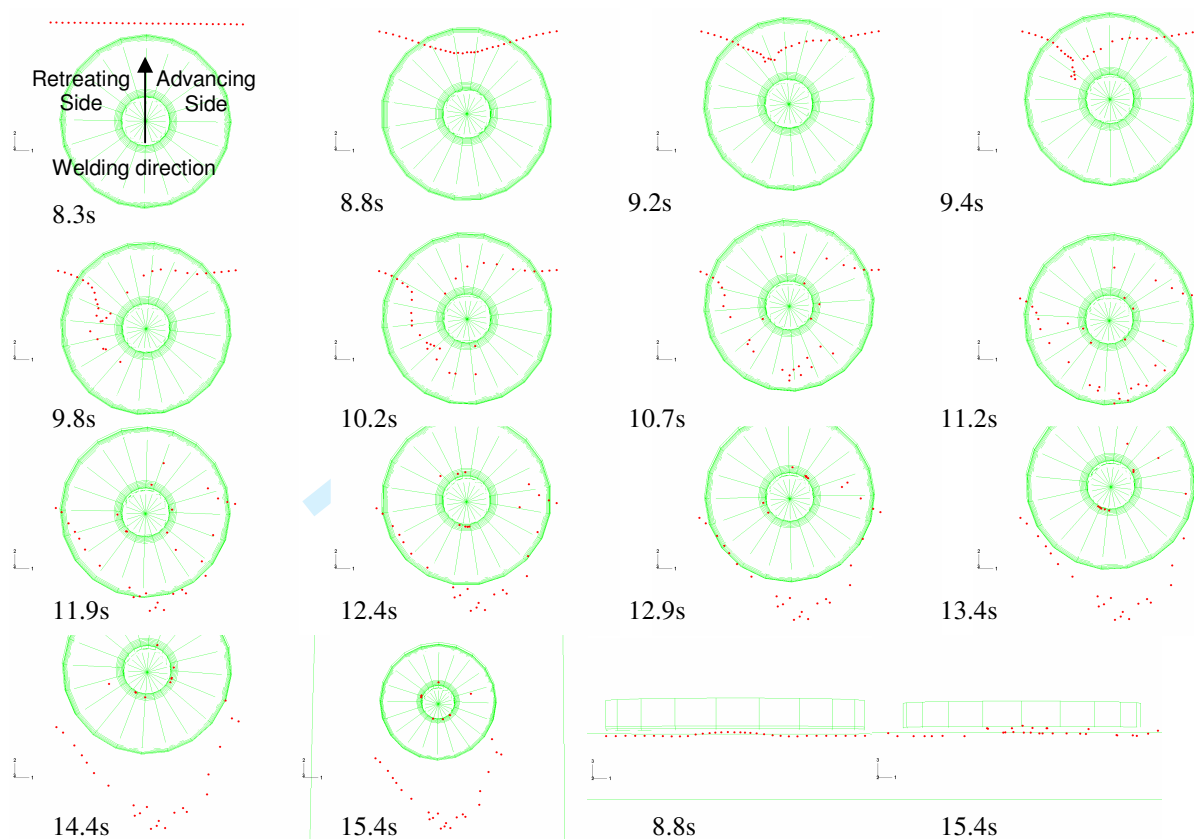 Retreating Advancing
Side Side
Welding direction
8.3s
8.8s
9.2s
9.4s
9.8s
10.2s
10.7s
11.2s
11.9s
12.4s
12.9s
13.4s
14.4s
15.4s
8.8s
15.4s